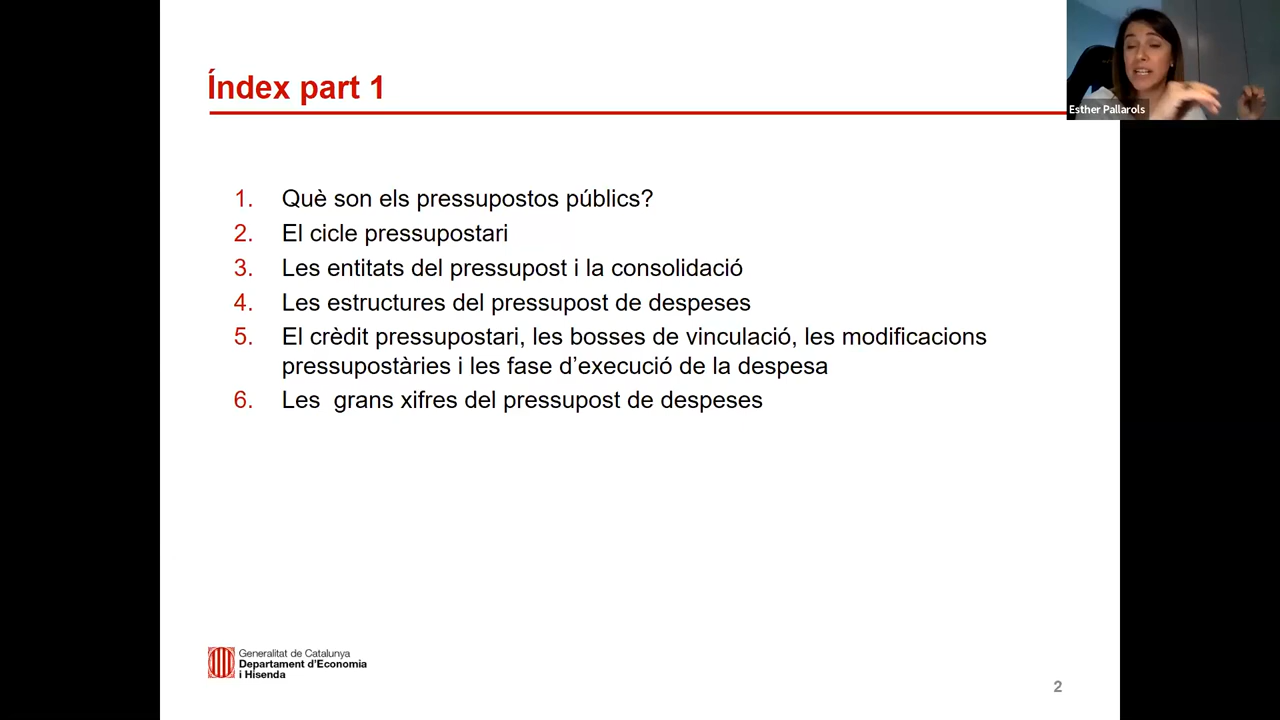 Índex part 1
Esther Pallarols
1. Què son els pressupostos públics?
2. El cicle pressupostari
3. Les entitats del pressupost i la consolidació
4. Les estructures del pressupost de despeses
5. El crèdit pressupostari, les bosses de vinculació, les modificacions
pressupostàries i les fase d’execució de la despesa
6. Les  grans xifres del pressupost de despeses
Generalitat de Catalunya
Departament d’Economia
i Hisenda
2